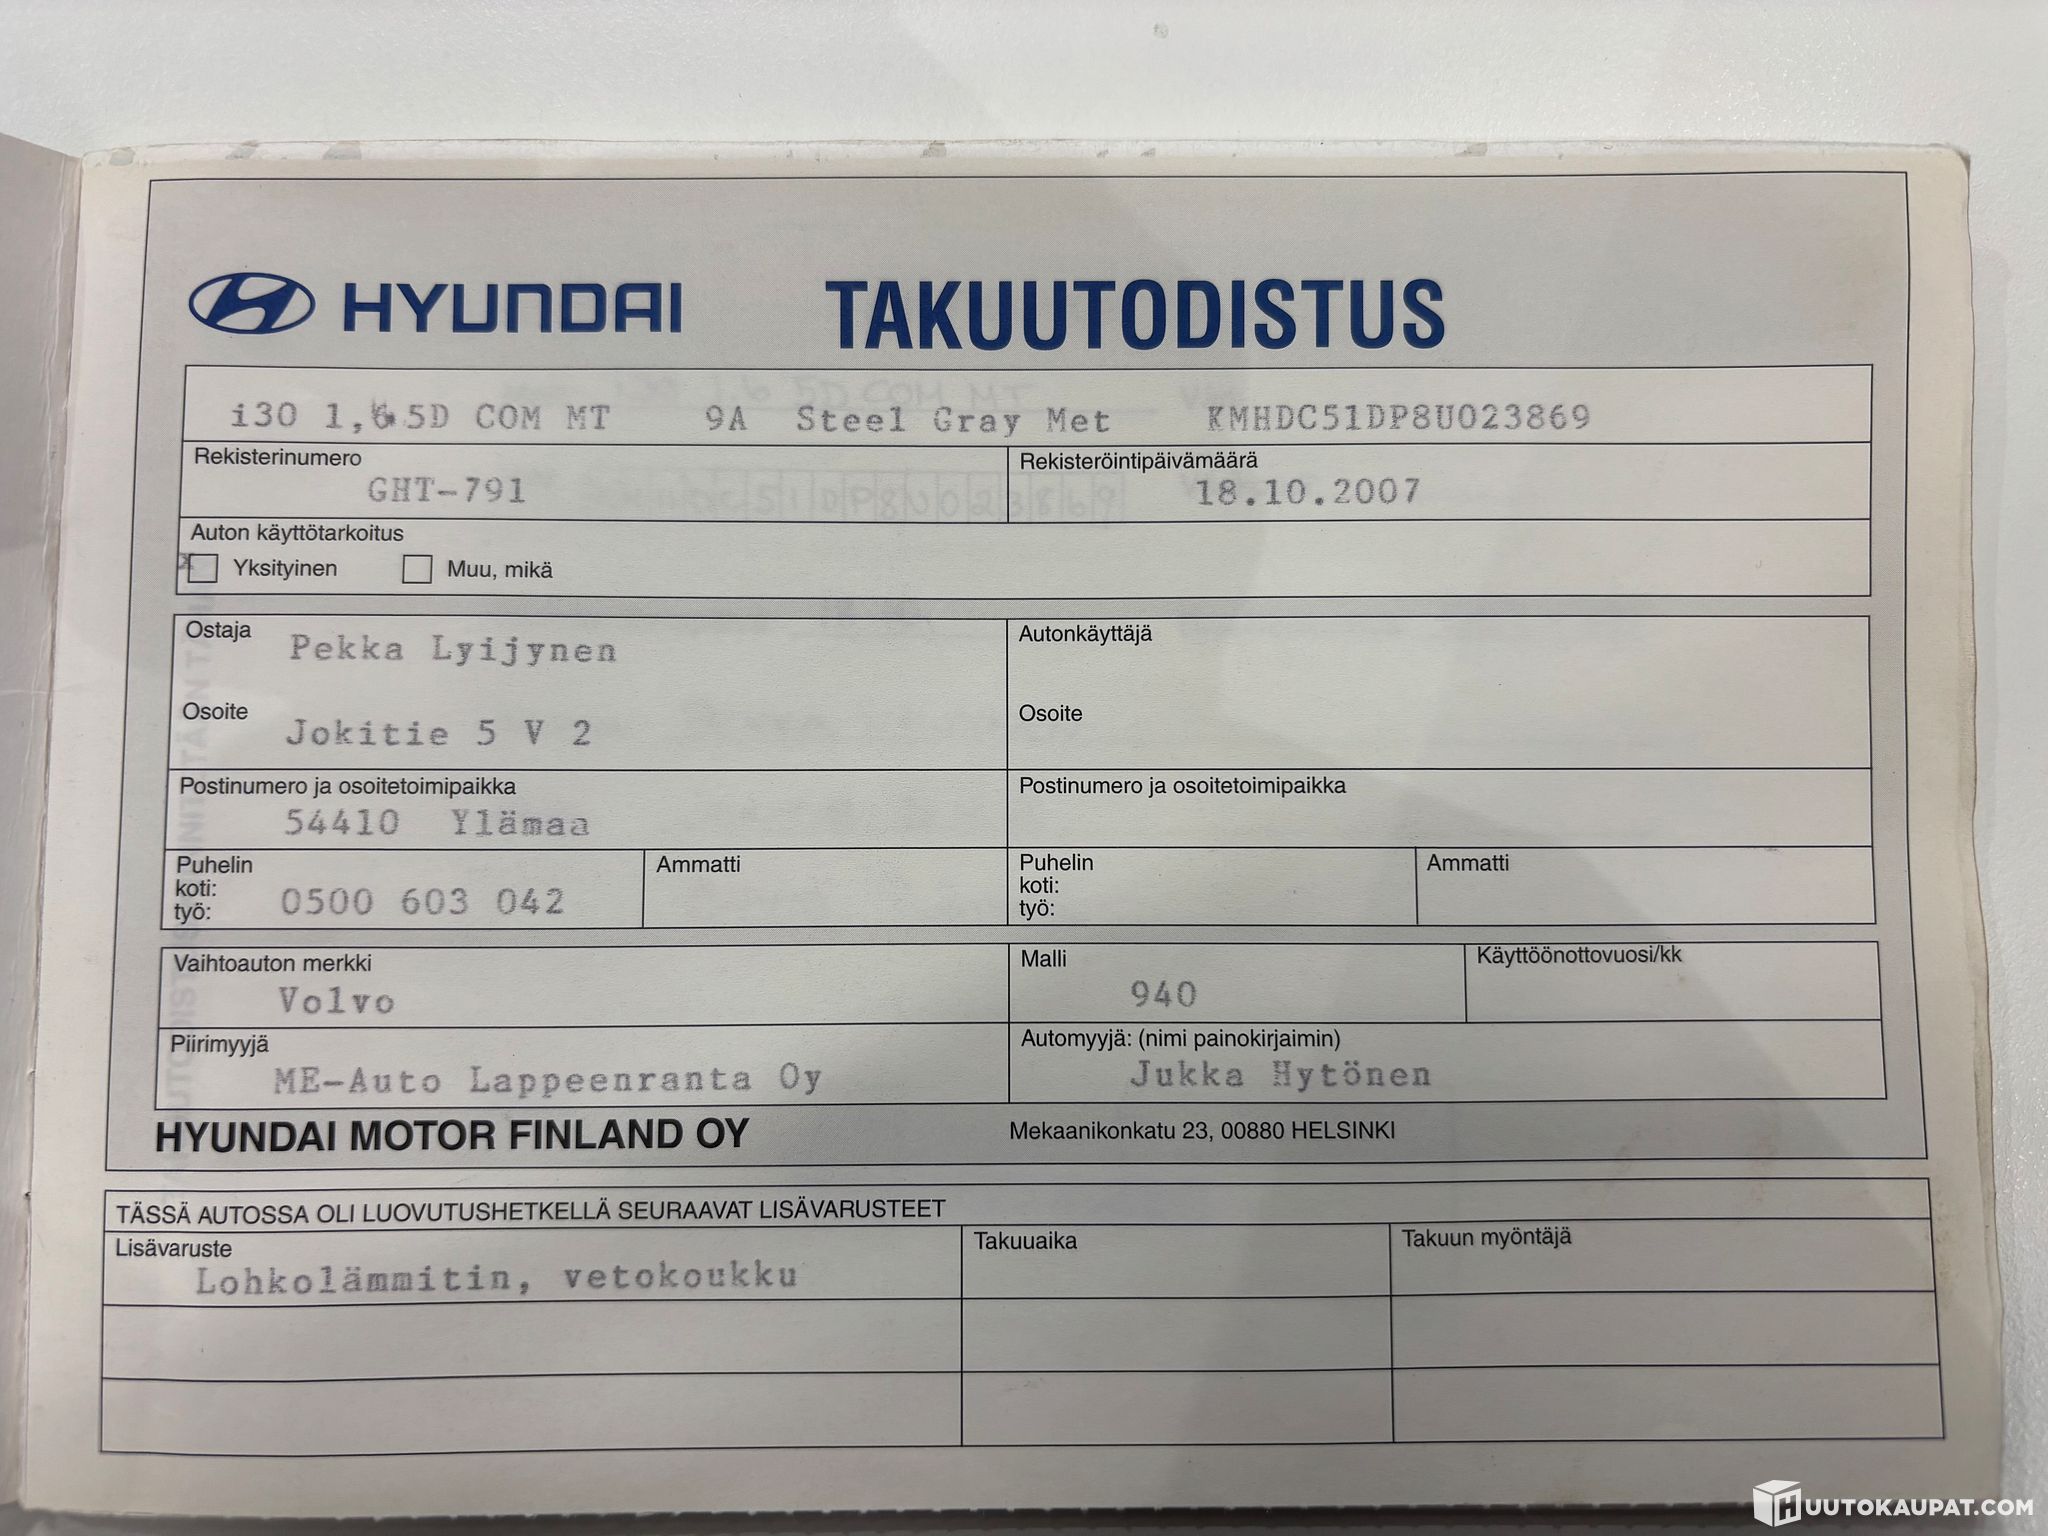 HYUNDAI TAKUUTODISTUS
i30 1,6 5D COM MT 9A Steel Gray Met KMHDC51DP8U023869
Rekisterinumero Rekisteröintipäivämäärä
GHT-791 18.10.2007
Auton käyttötarkoitus
x Yksityinen Muu, mikä
Ostaja Pekka Lyijynen Autonkäyttäjä
Osoite Jokitie 5 V 2 Osoite
Postinumero ja osoitetoimipaikka Postinumero ja osoitetoimipaikka
54410 Ylämaa
Puhelin Ammatti Puhelin Ammatti
koti: koti:
työ: 0500 603 042 työ:
Vaihtoauton merkki Malli Käyttöönottovuosi/kk
Volvo 940
Piirimyyjä Automyyjä: (nimi painokirjaimin)
ME-Auto Lappeenranta Oy Jukka Hytönen
HYUNDAI MOTOR FINLAND OY Mekaanikonkatu 23, 00880 HELSINKI
TÄSSÄ AUTOSSA OLI LUOVUTUSHETKELLÄ SEURAAVAT LISÄVARUSTEET
Lisävaruste Takuuaika Takuun myöntäjä
Lohkolämmitin, vetokoukku
HUUTOKAUPAT.COM